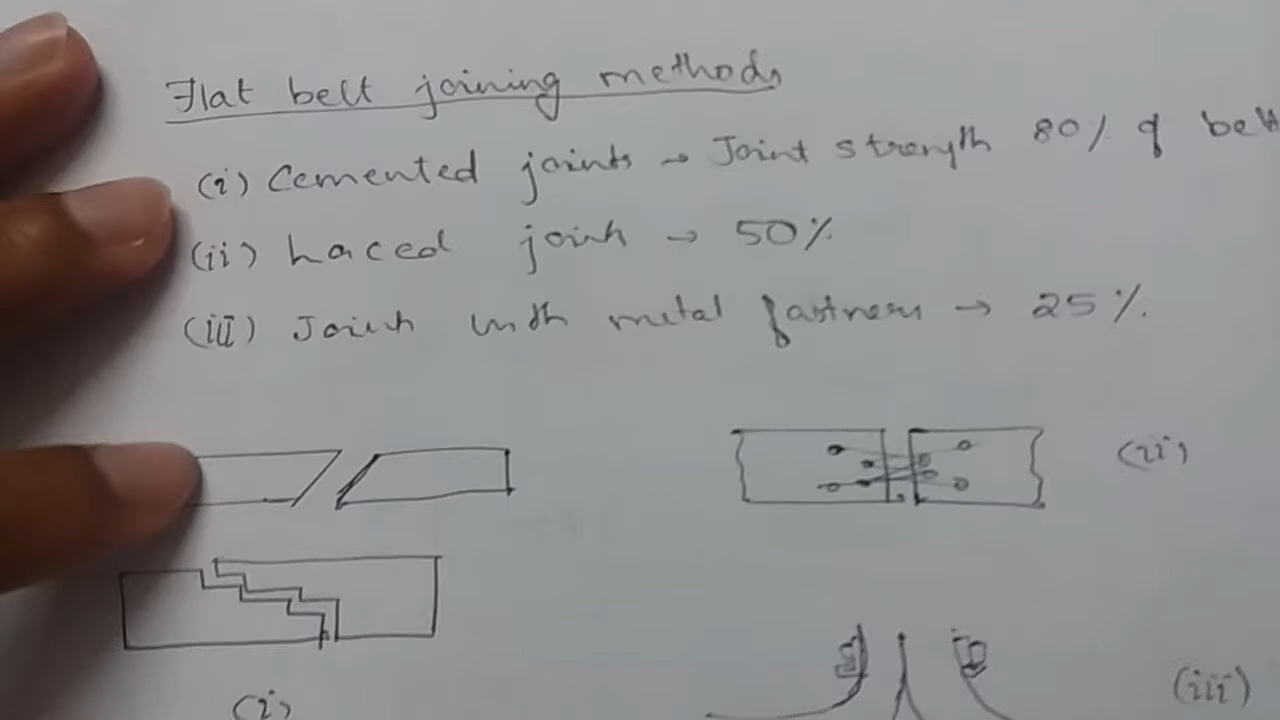 Flat belt joining methods
(i) Cemented joints → Joint strength 80% of belt
(ii) Laced joint → 50%
(iii) Joint with metal fastners → 25%
(ii)
(i)
(iii)